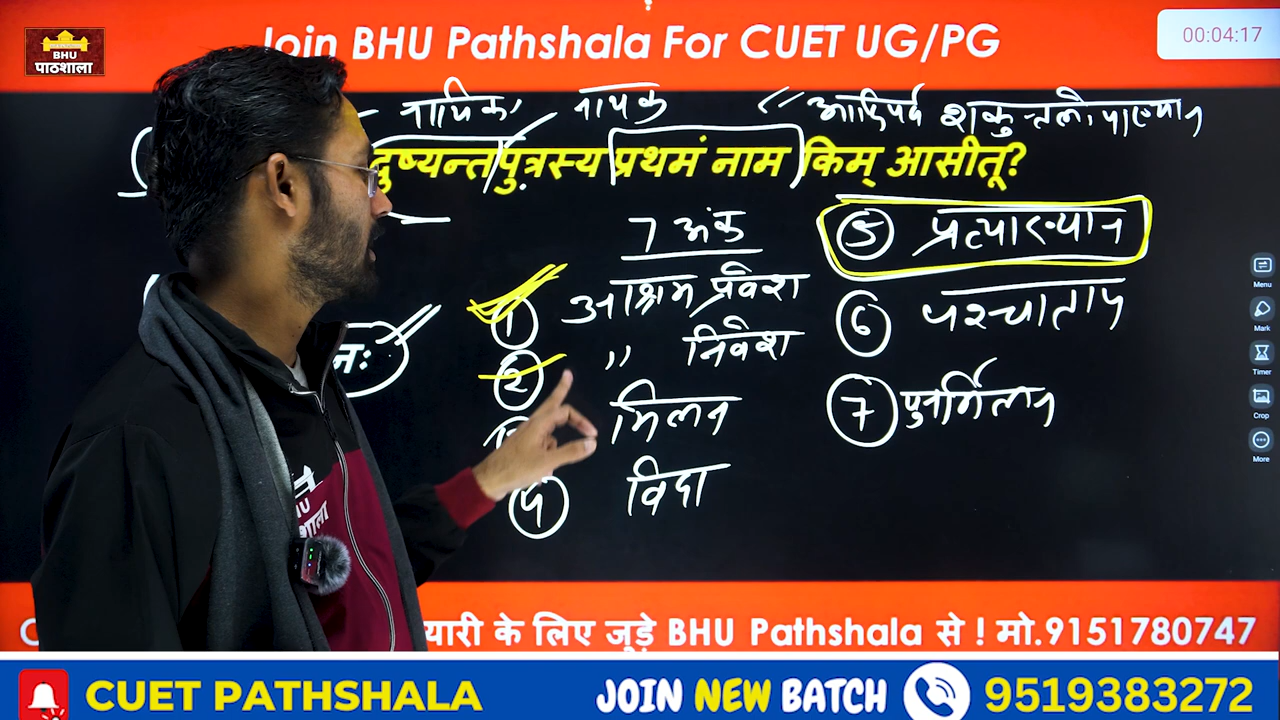 Join BHU Pathshala For CUET UG/PG
00:04:17
BHU
पाठशाला
नायिका नायक " आदिपर्व शकुन्तलोपाख्यान
दुष्यन्तपुत्रस्य प्रथमं नाम किम् आसीत्?
7 अंक
① आश्रम प्रवेश
② " निवेश
मिलन
④ विदा
⑤ प्रत्याख्यान
⑥ पश्चाताप
⑦ पुनर्मिलन
नः
Menu
Mark
Timer
Crop
More
यारी के लिए जुड़े BHU Pathshala से ! मो.9151780747
CUET PATHSHALA
JOIN NEW BATCH
9519383272